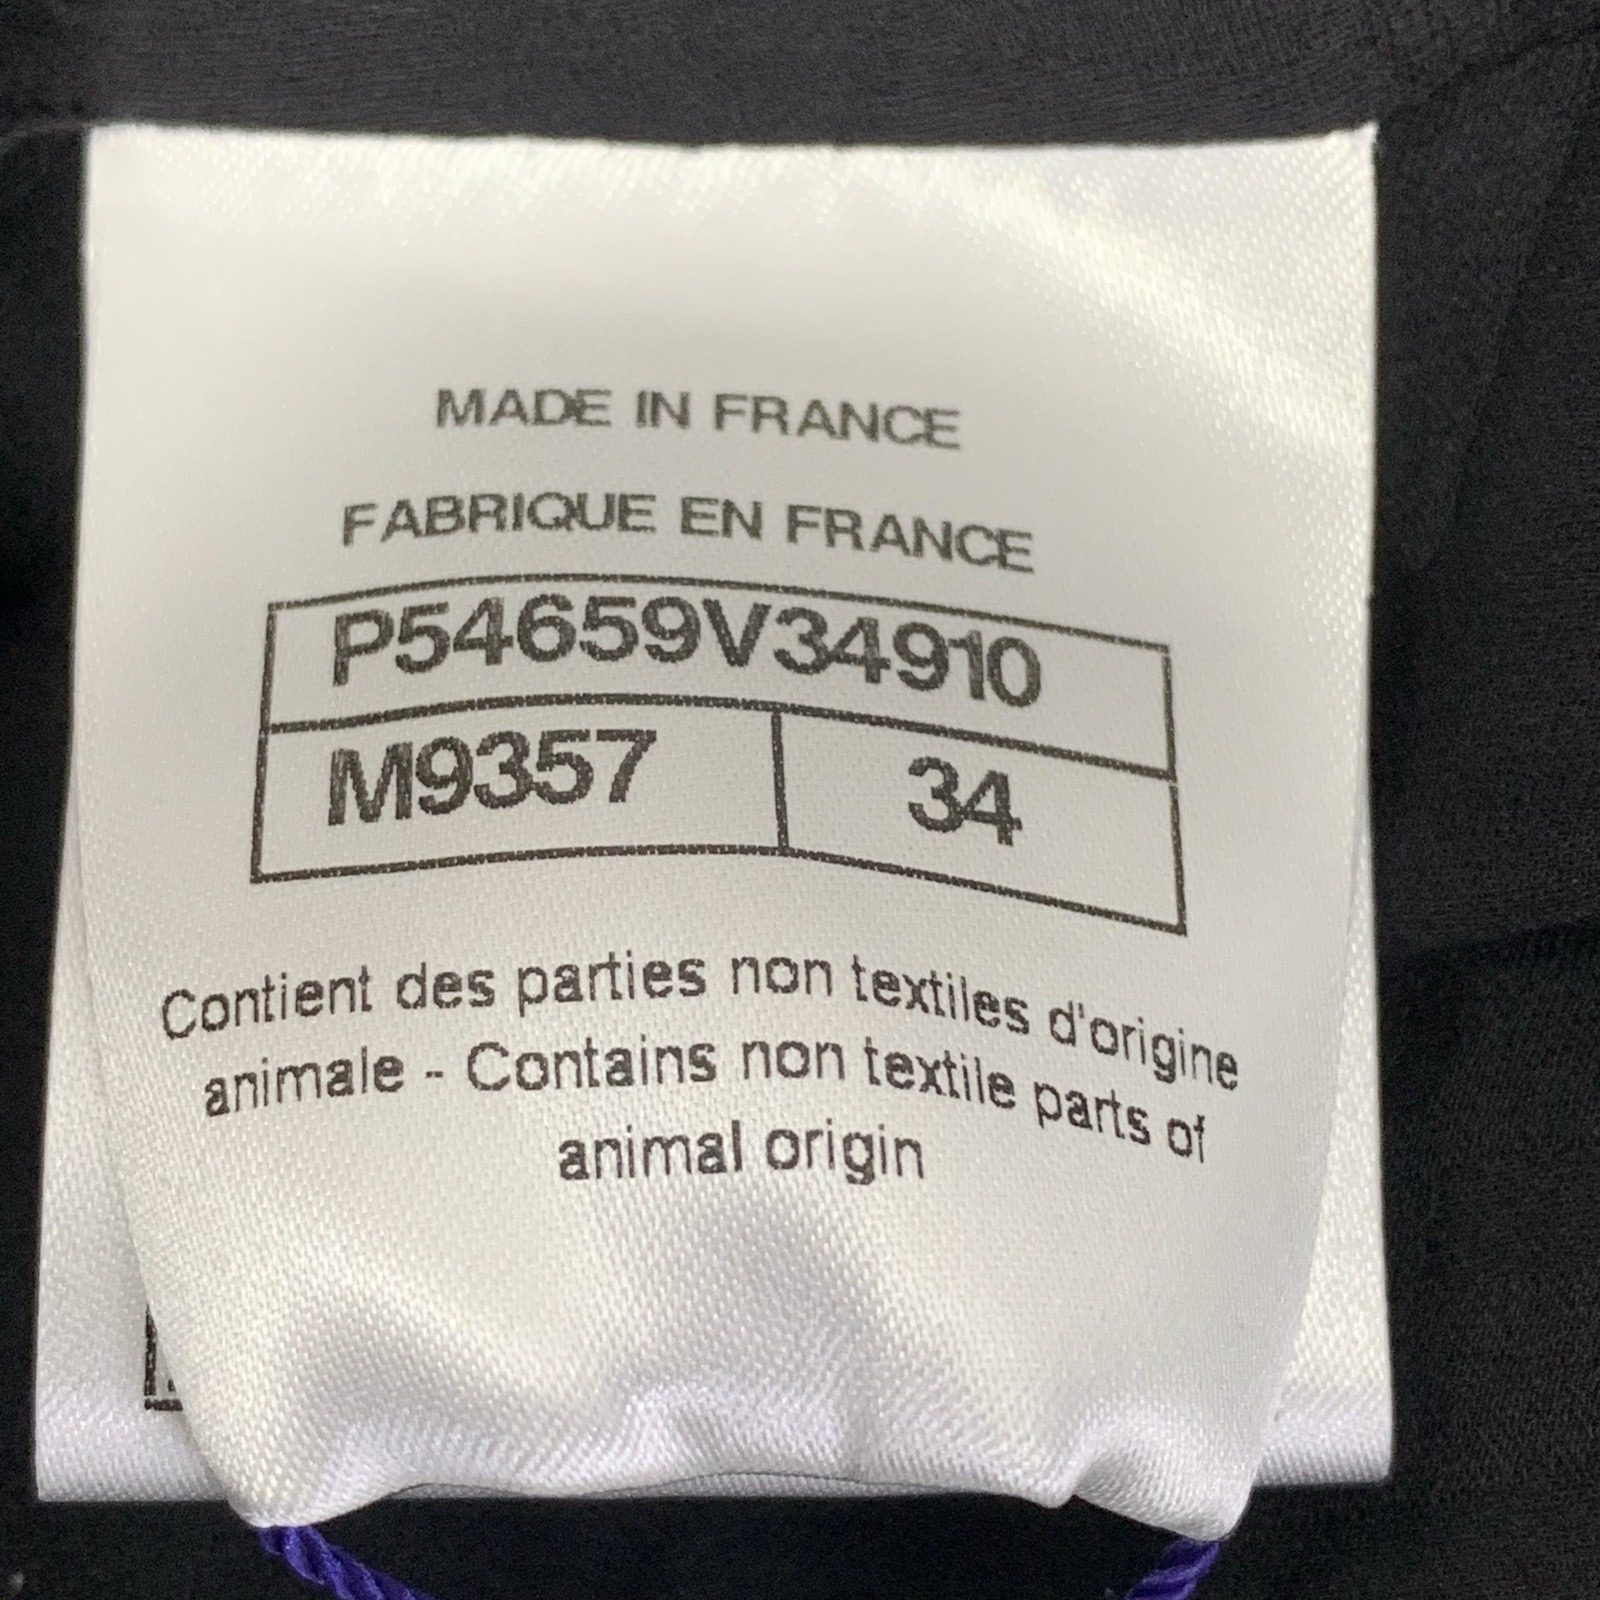 MADE IN FRANCE
FABRIQUE EN FRANCE
P54659V34910
M9357 34
Contient des parties non textiles d'origine
animale - Contains non textile parts of
animal origin